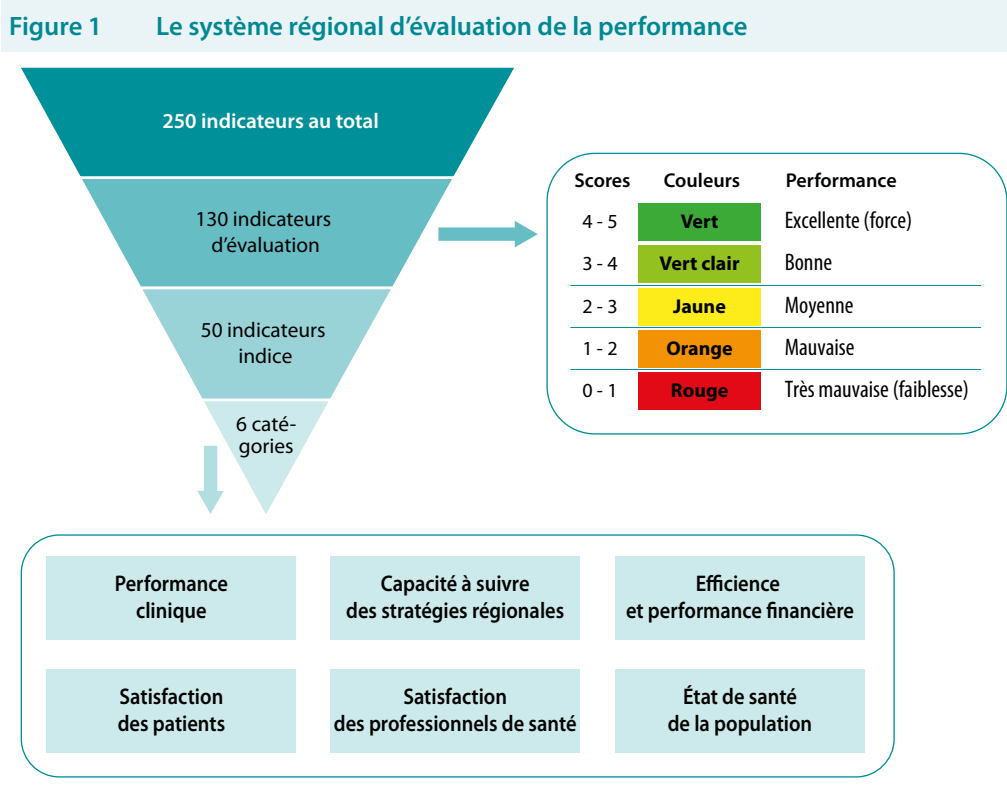 Figure 1 Le système régional d’évaluation de la performance
250 indicateurs au total
130 indicateurs
d’évaluation
50 indicateurs
indice
6 caté-
gories
Scores Couleurs Performance
4 - 5 Vert Excellente (force)
3 - 4 Vert clair Bonne
2 - 3 Jaune Moyenne
1 - 2 Orange Mauvaise
0 - 1 Rouge Très mauvaise (faiblesse)
Performance
clinique
Capacité à suivre
des stratégies régionales
Efficience
et performance financière
Satisfaction
des patients
Satisfaction
des professionnels de santé
État de santé
de la population